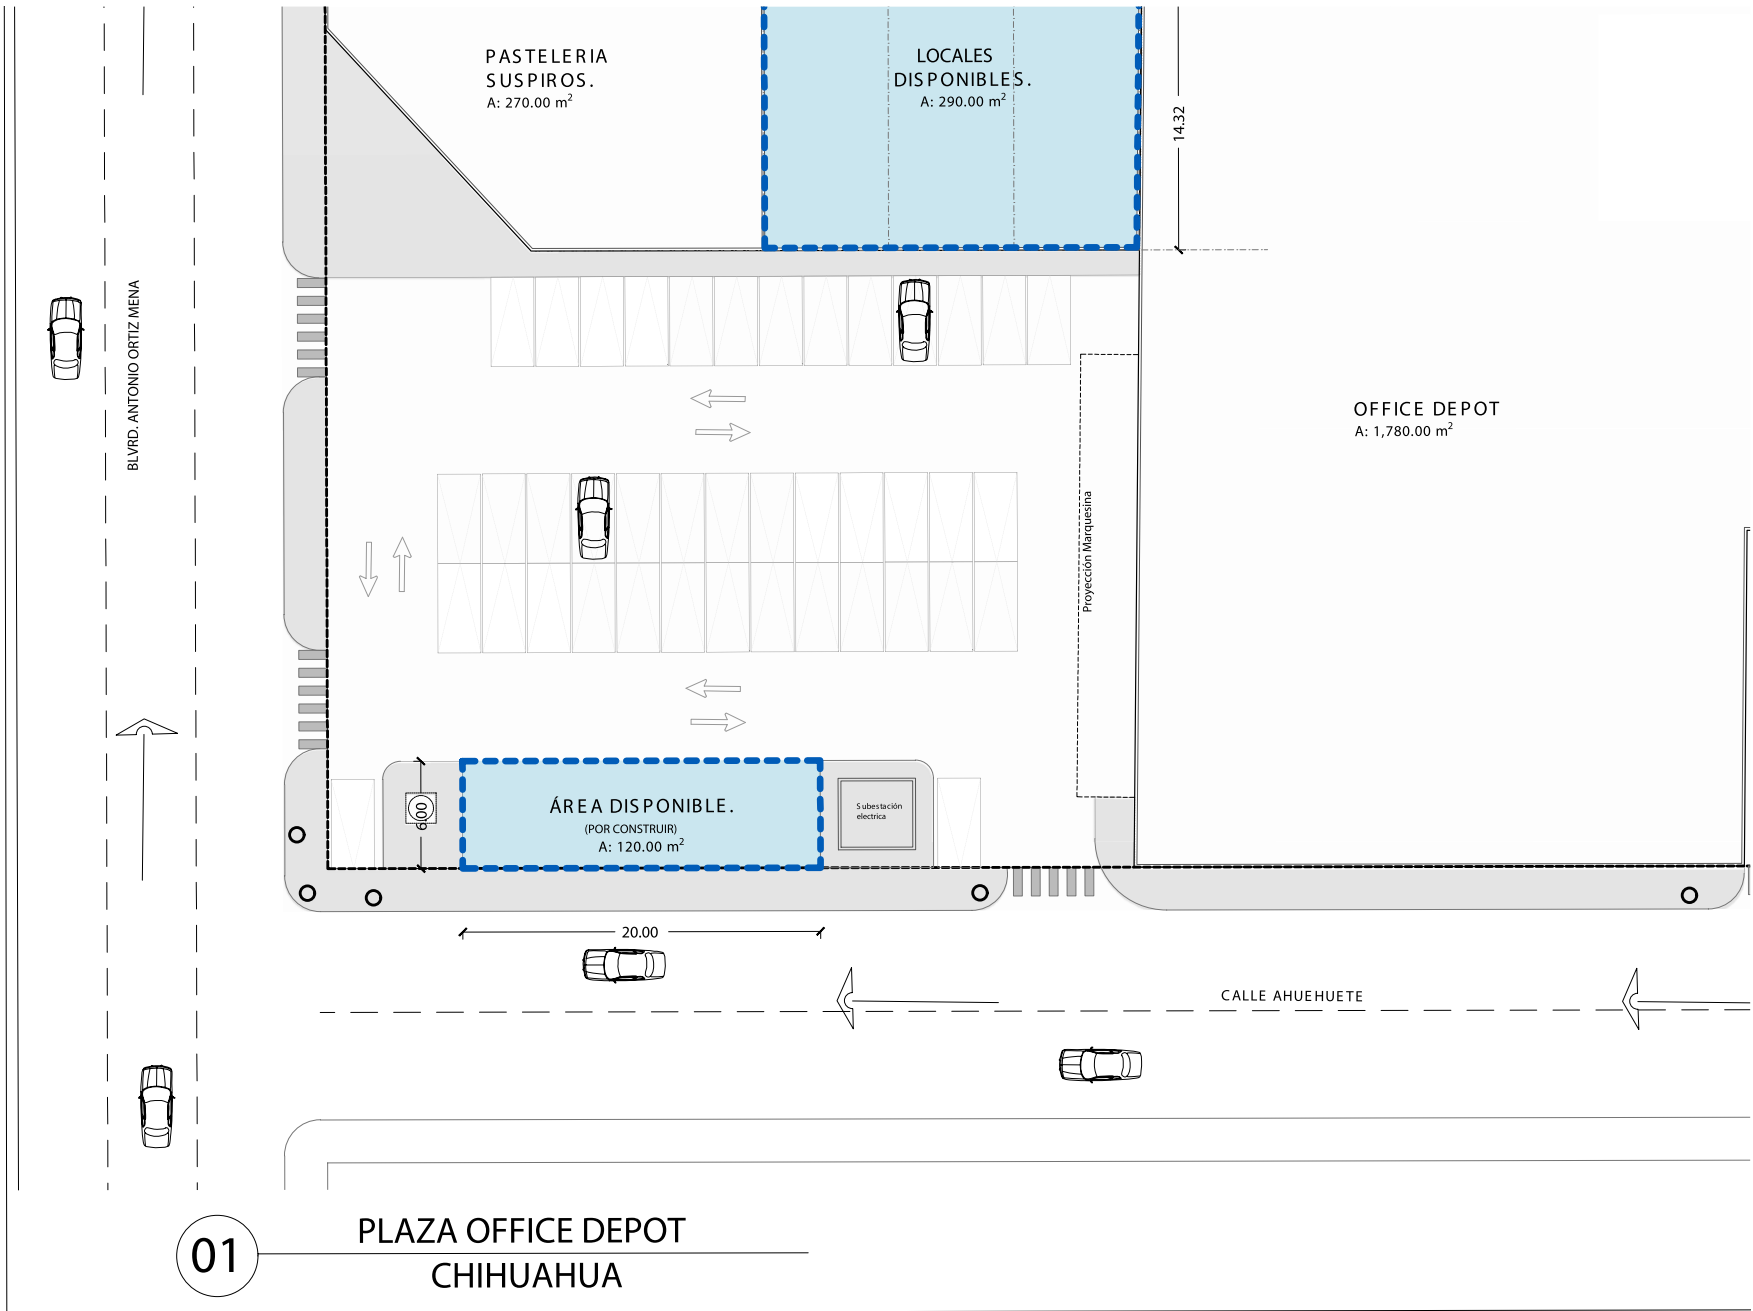 PASTELERIA
SUSPIROS.
A: 270.00 m²
LOCALES
DISPONIBLES.
A: 290.00 m²
14.32
BLVRD. ANTONIO ORTIZ MENA
OFFICE DEPOT
A: 1,780.00 m²
Proyección Marquesina
ÁREA DISPONIBLE.
(POR CONSTRUIR)
A: 120.00 m²
6.00
Subestación
electrica
20.00
CALLE AHUEHUETE
01
PLAZA OFFICE DEPOT
CHIHUAHUA